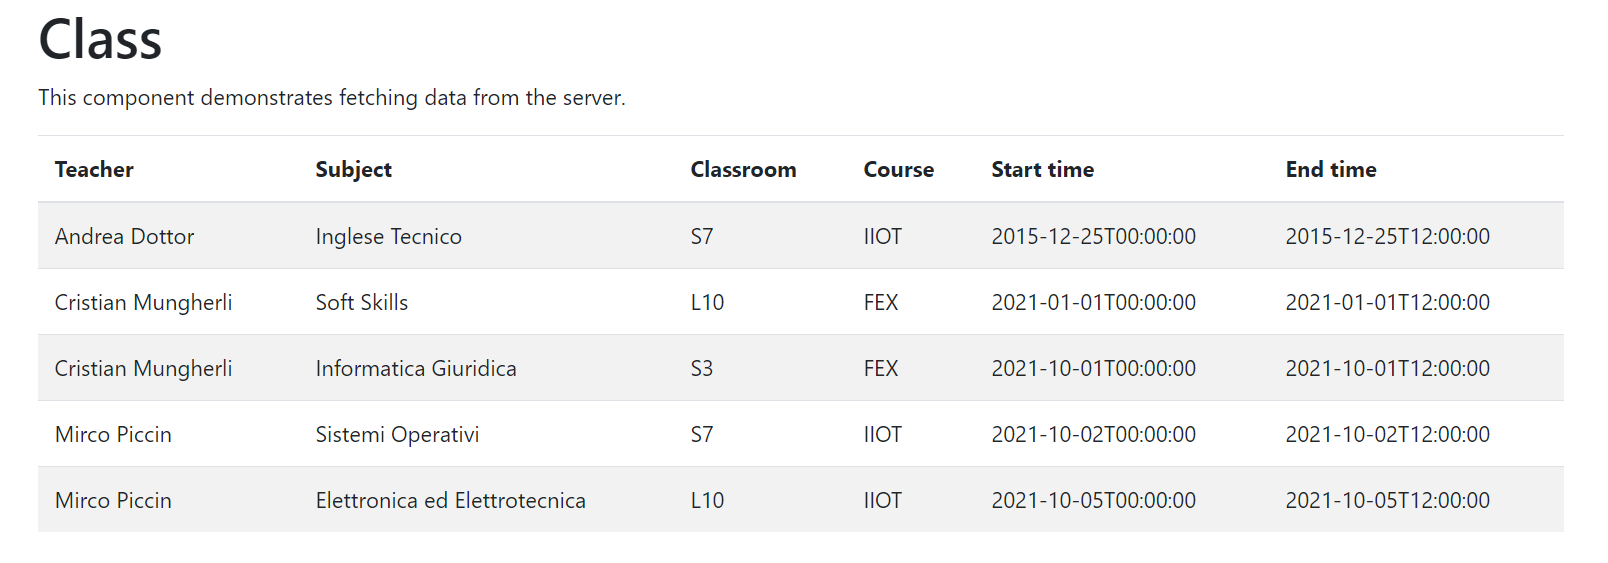 Class
This component demonstrates fetching data from the server.
Teacher Subject Classroom Course Start time End time
Andrea Dottor Inglese Tecnico S7 IIOT 2015-12-25T00:00:00 2015-12-25T12:00:00
Cristian Mungherli Soft Skills L10 FEX 2021-01-01T00:00:00 2021-01-01T12:00:00
Cristian Mungherli Informatica Giuridica S3 FEX 2021-10-01T00:00:00 2021-10-01T12:00:00
Mirco Piccin Sistemi Operativi S7 IIOT 2021-10-02T00:00:00 2021-10-02T12:00:00
Mirco Piccin Elettronica ed Elettrotecnica L10 IIOT 2021-10-05T00:00:00 2021-10-05T12:00:00